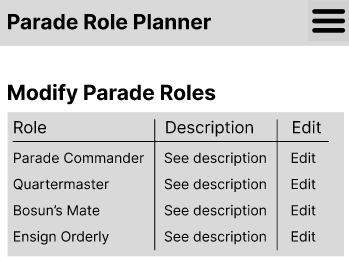 Parade Role Planner
Modify Parade Roles
Role Description Edit
Parade Commander See description Edit
Quartermaster See description Edit
Bosun's Mate See description Edit
Ensign Orderly See description Edit